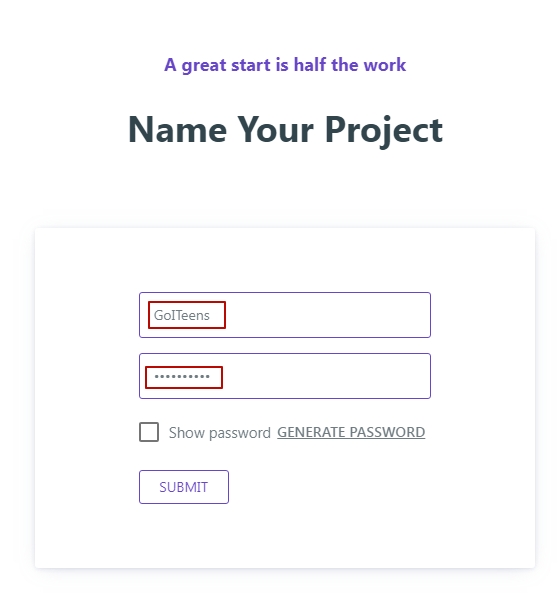 A great start is half the work
Name Your Project
GoITeens
••••••••••
Show password GENERATE PASSWORD
SUBMIT